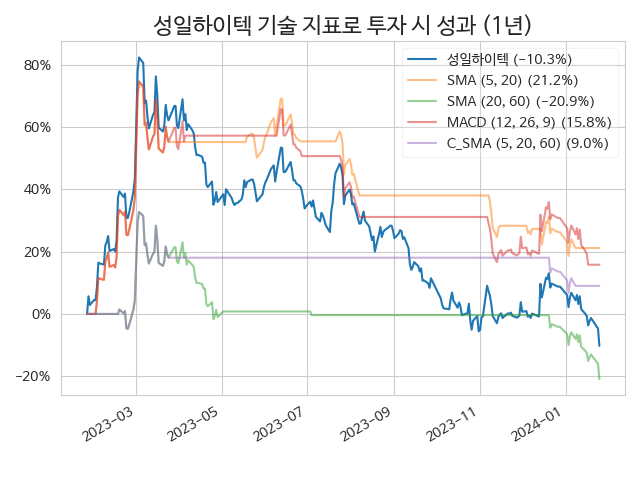 성일하이텍 기술 지표로 투자 시 성과 (1년)
성일하이텍 (−10.3%)
SMA (5, 20) (21.2%)
SMA (20, 60) (−20.9%)
MACD (12, 26, 9) (15.8%)
C_SMA (5, 20, 60) (9.0%)
80%
60%
40%
20%
0%
−20%
2023−03
2023−05
2023−07
2023−09
2023−11
2024−01